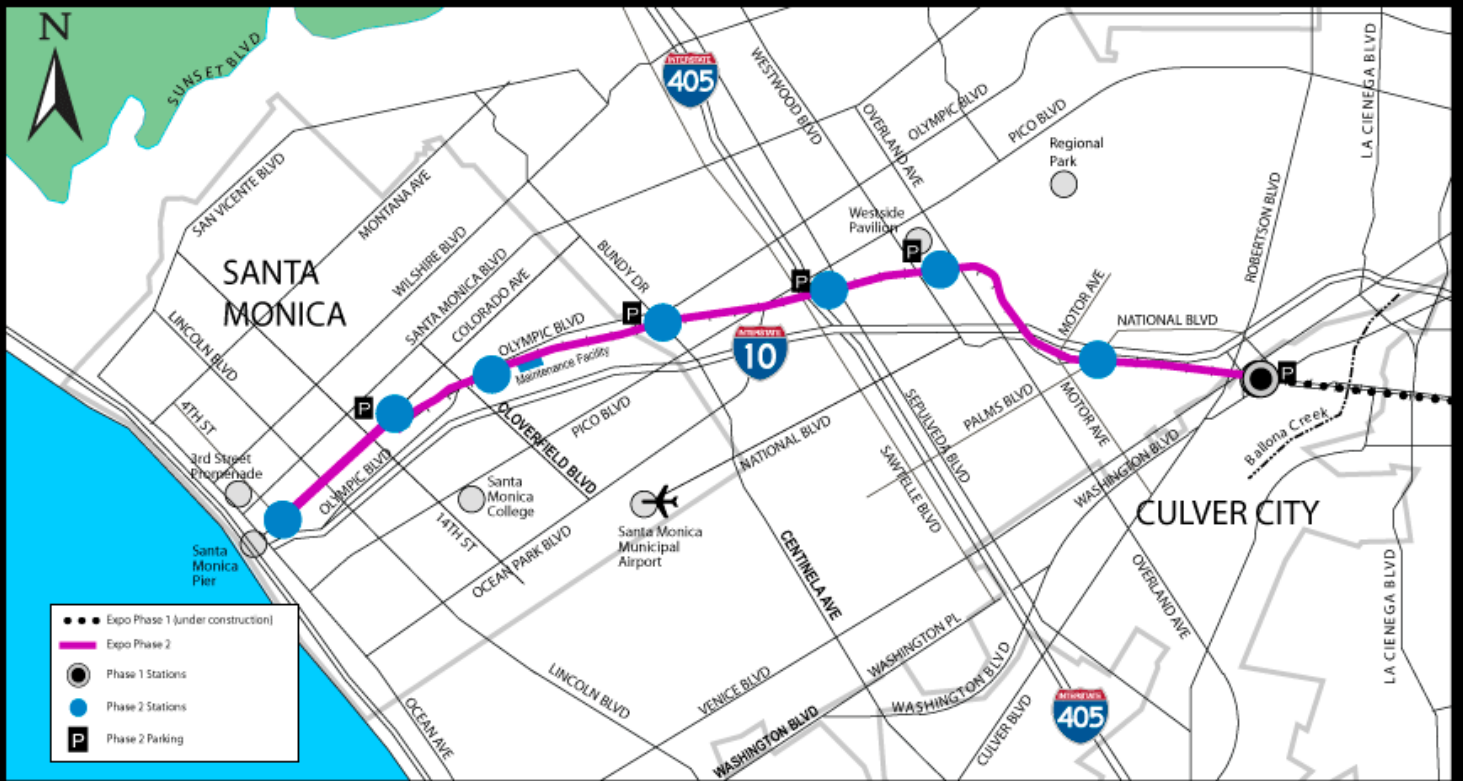 N
SUNSET BLVD
INTERSTATE
405
WESTWOOD BLVD
OVERLAND AVE
OLYMPIC BLVD
PICO BLVD
LA CIENEGA BLVD
Regional
Park
SAN VICENTE BLVD
MONTANA AVE
WILSHIRE BLVD
SANTA MONICA BLVD
COLORADO AVE
BUNDY DR
Westside
Pavilion
P
ROBERTSON BLVD
SANTA
MONICA
LINCOLN BLVD
4TH ST
OLYMPIC BLVD
Maintenance Facility
P
P
INTERSTATE
10
MOTOR AVE
NATIONAL BLVD
P
P
3rd Street
Promenade
OLYMPIC BLVD
CLOVERFIELD BLVD
PICO BLVD
NATIONAL BLVD
PALMS BLVD
MOTOR AVE
SEPULVEDA BLVD
SAWTELLE BLVD
WASHINGTON BLVD
Ballona Creek
Santa
Monica
College
14TH ST
OCEAN PARK BLVD
Santa Monica
Municipal
Airport
CENTINELA AVE
CULVER CITY
Santa
Monica
Pier
OVERLAND AVE
LA CIENEGA BLVD
LINCOLN BLVD
OCEAN AVE
VENICE BLVD
WASHINGTON PL
WASHINGTON BLVD
WASHINGTON BLVD
CULVER BLVD
INTERSTATE
405
Expo Phase 1 (under construction)
Expo Phase 2
Phase 1 Stations
Phase 2 Stations
P Phase 2 Parking